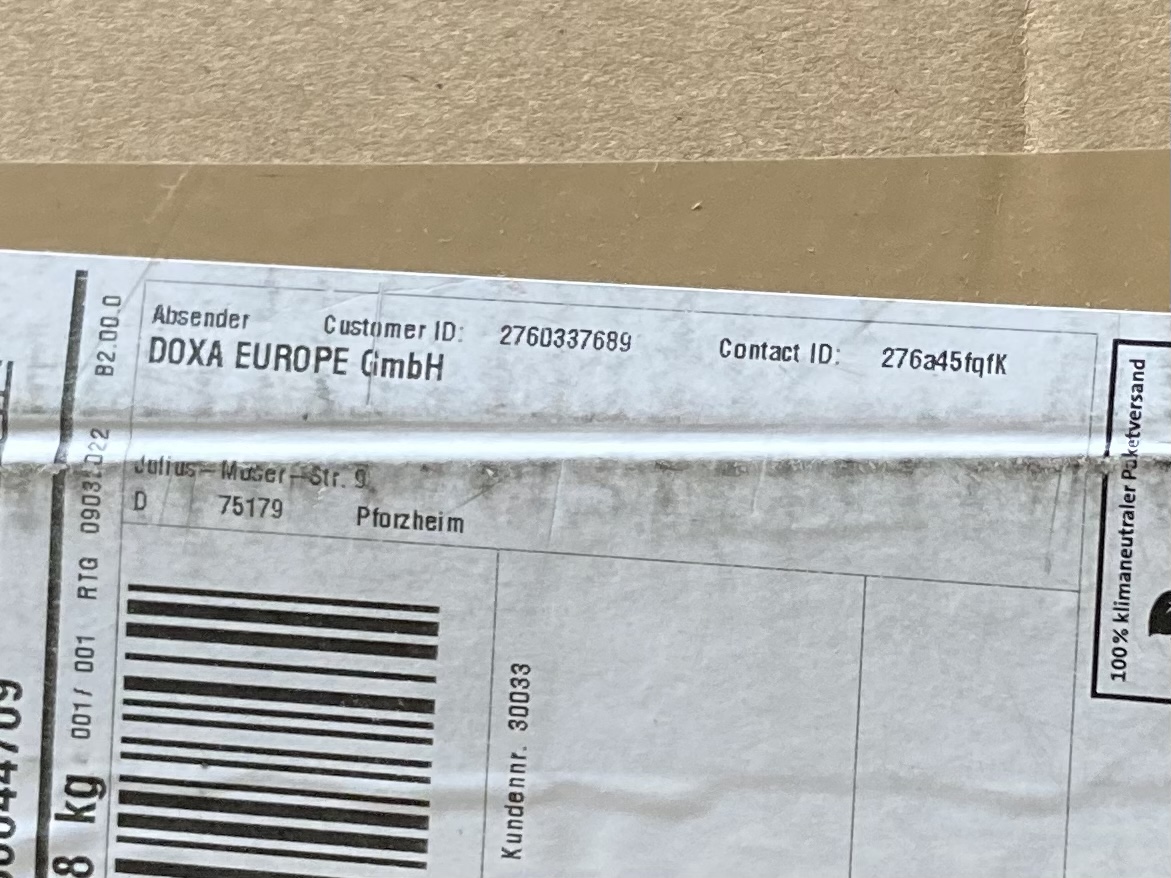 Absender Customer ID: 2760337689 Contact ID: 276a45fqfK
DOXA EUROPE GmbH
Julius-Moser-Str. 9
D 75179 Pforzheim
B2.00.0
RTG
001/ 001
8 kg
Kundennr. 30033
100% klimaneutraler Paketversand